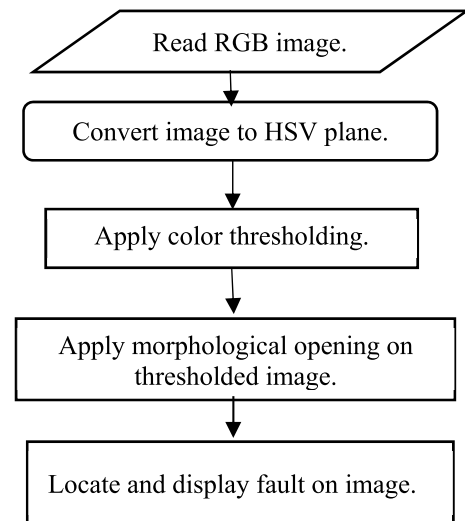 Read RGB image.
Convert image to HSV plane.
Apply color thresholding.
Apply morphological opening on
thresholded image.
Locate and display fault on image.